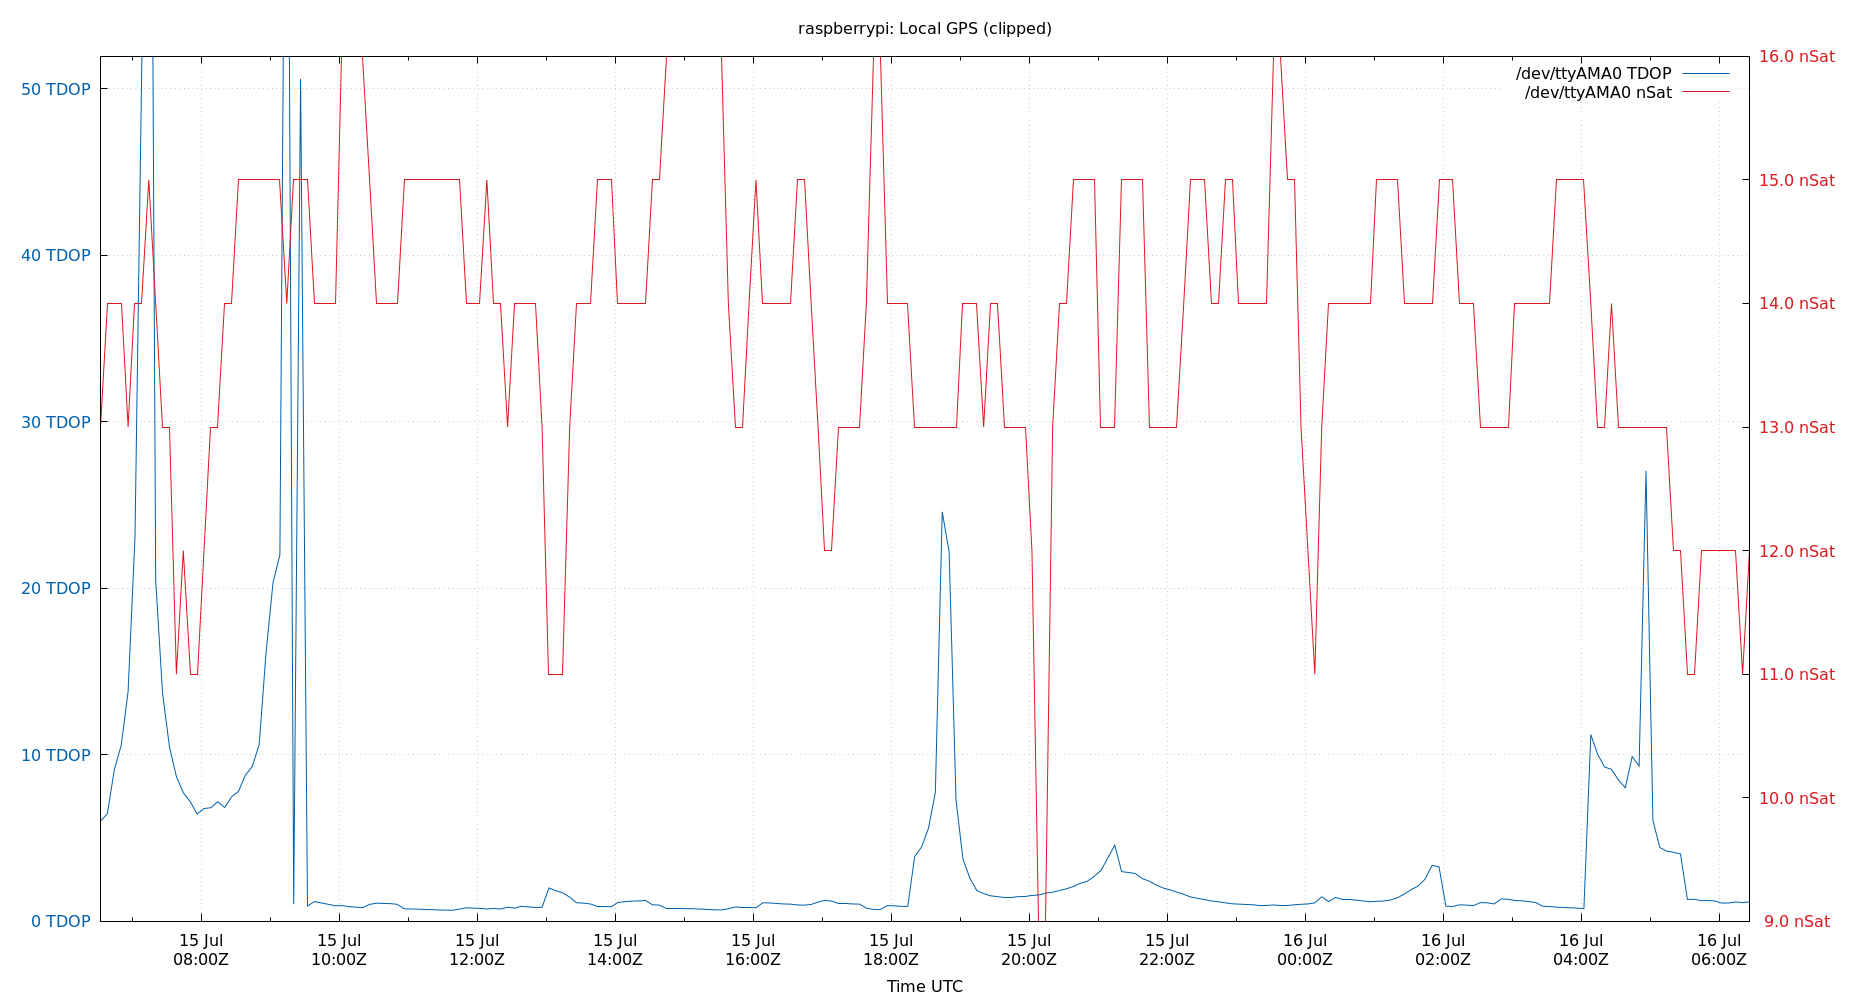 raspberrypi: Local GPS (clipped)
/dev/ttyAMA0 TDOP
/dev/ttyAMA0 nSat
50 TDOP
40 TDOP
30 TDOP
20 TDOP
10 TDOP
0 TDOP
16.0 nSat
15.0 nSat
14.0 nSat
13.0 nSat
12.0 nSat
11.0 nSat
10.0 nSat
9.0 nSat
15 Jul 15 Jul 15 Jul 15 Jul 15 Jul 15 Jul 15 Jul 15 Jul 16 Jul 16 Jul 16 Jul 16 Jul
08:00Z 10:00Z 12:00Z 14:00Z 16:00Z 18:00Z 20:00Z 22:00Z 00:00Z 02:00Z 04:00Z 06:00Z
Time UTC